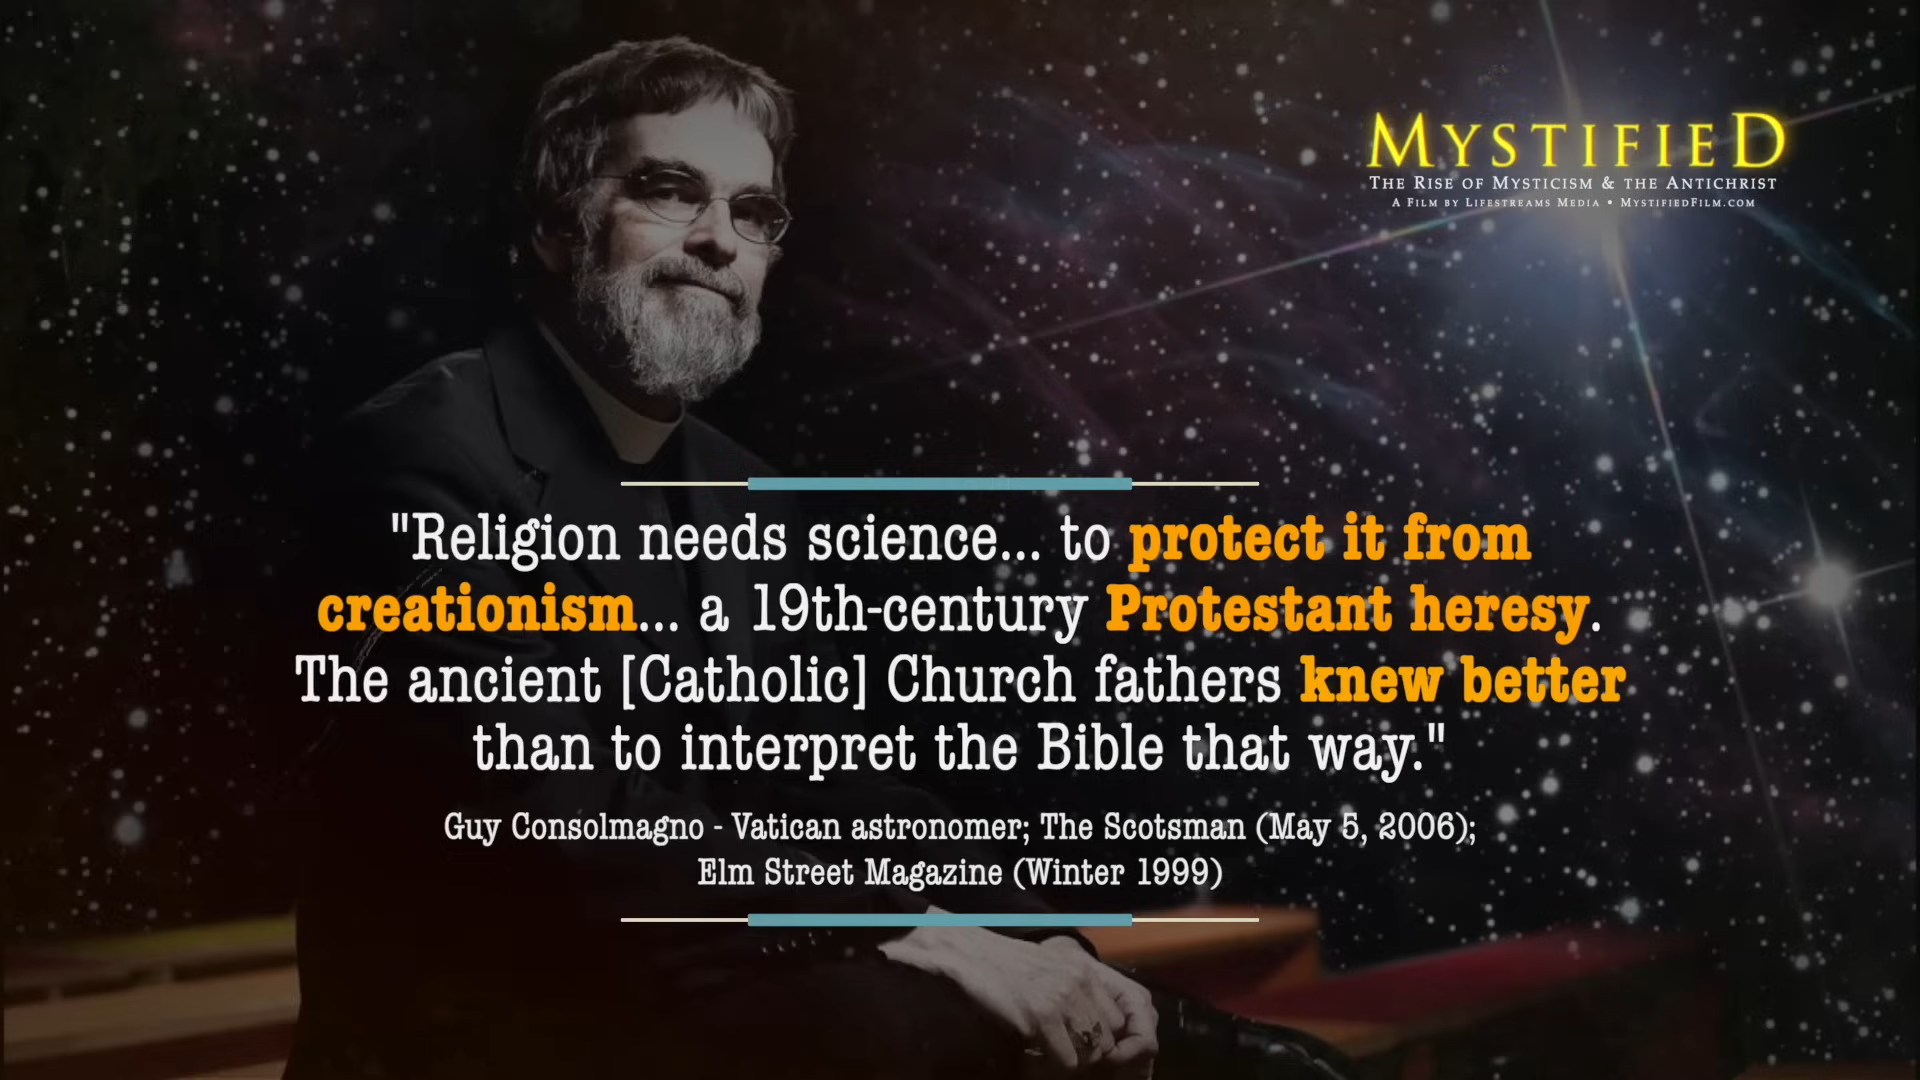 MYSTIFIED
THE RISE OF MYSTICISM & THE ANTICHRIST
A FILM BY LIFESTREAMS MEDIA • MYSTIFIEDFILM.COM
"Religion needs science... to protect it from
creationism... a 19th-century Protestant heresy.
The ancient [Catholic] Church fathers knew better
than to interpret the Bible that way."
Guy Consolmagno - Vatican astronomer; The Scotsman (May 5, 2006);
Elm Street Magazine (Winter 1999)